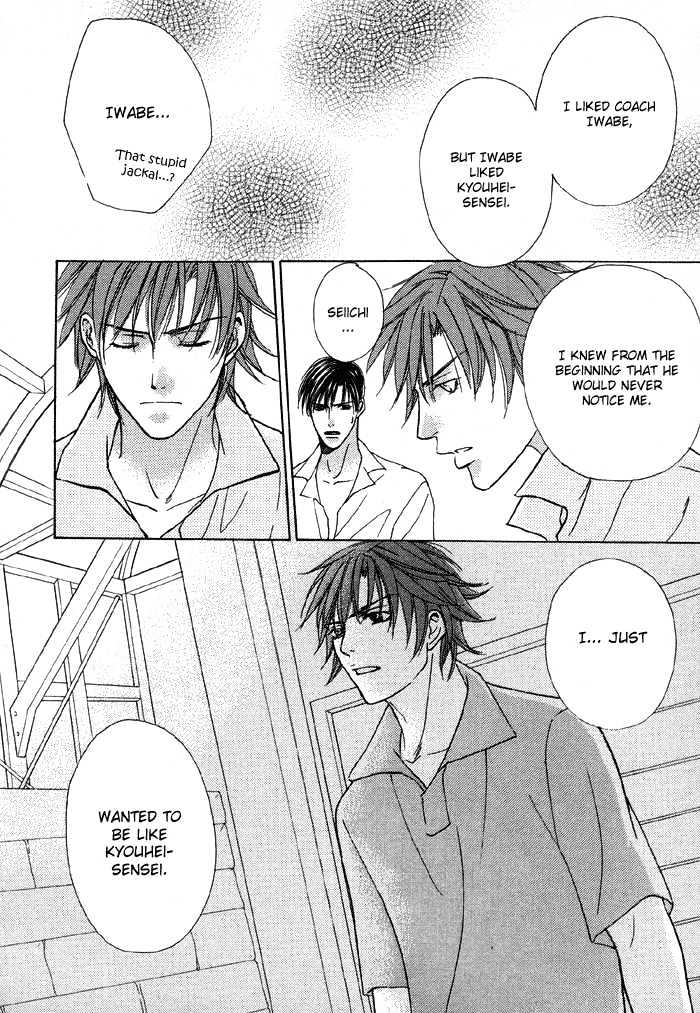 I LIKED COACH
IWABE,
BUT IWABE
LIKED
KYOUHEI-
SENSEI.
IWABE...
That stupid
jackal...?
I KNEW FROM THE
BEGINNING THAT HE
WOULD NEVER
NOTICE ME.
SEIICHI
...
I... JUST
WANTED TO
BE LIKE
KYOUHEI-
SENSEI.